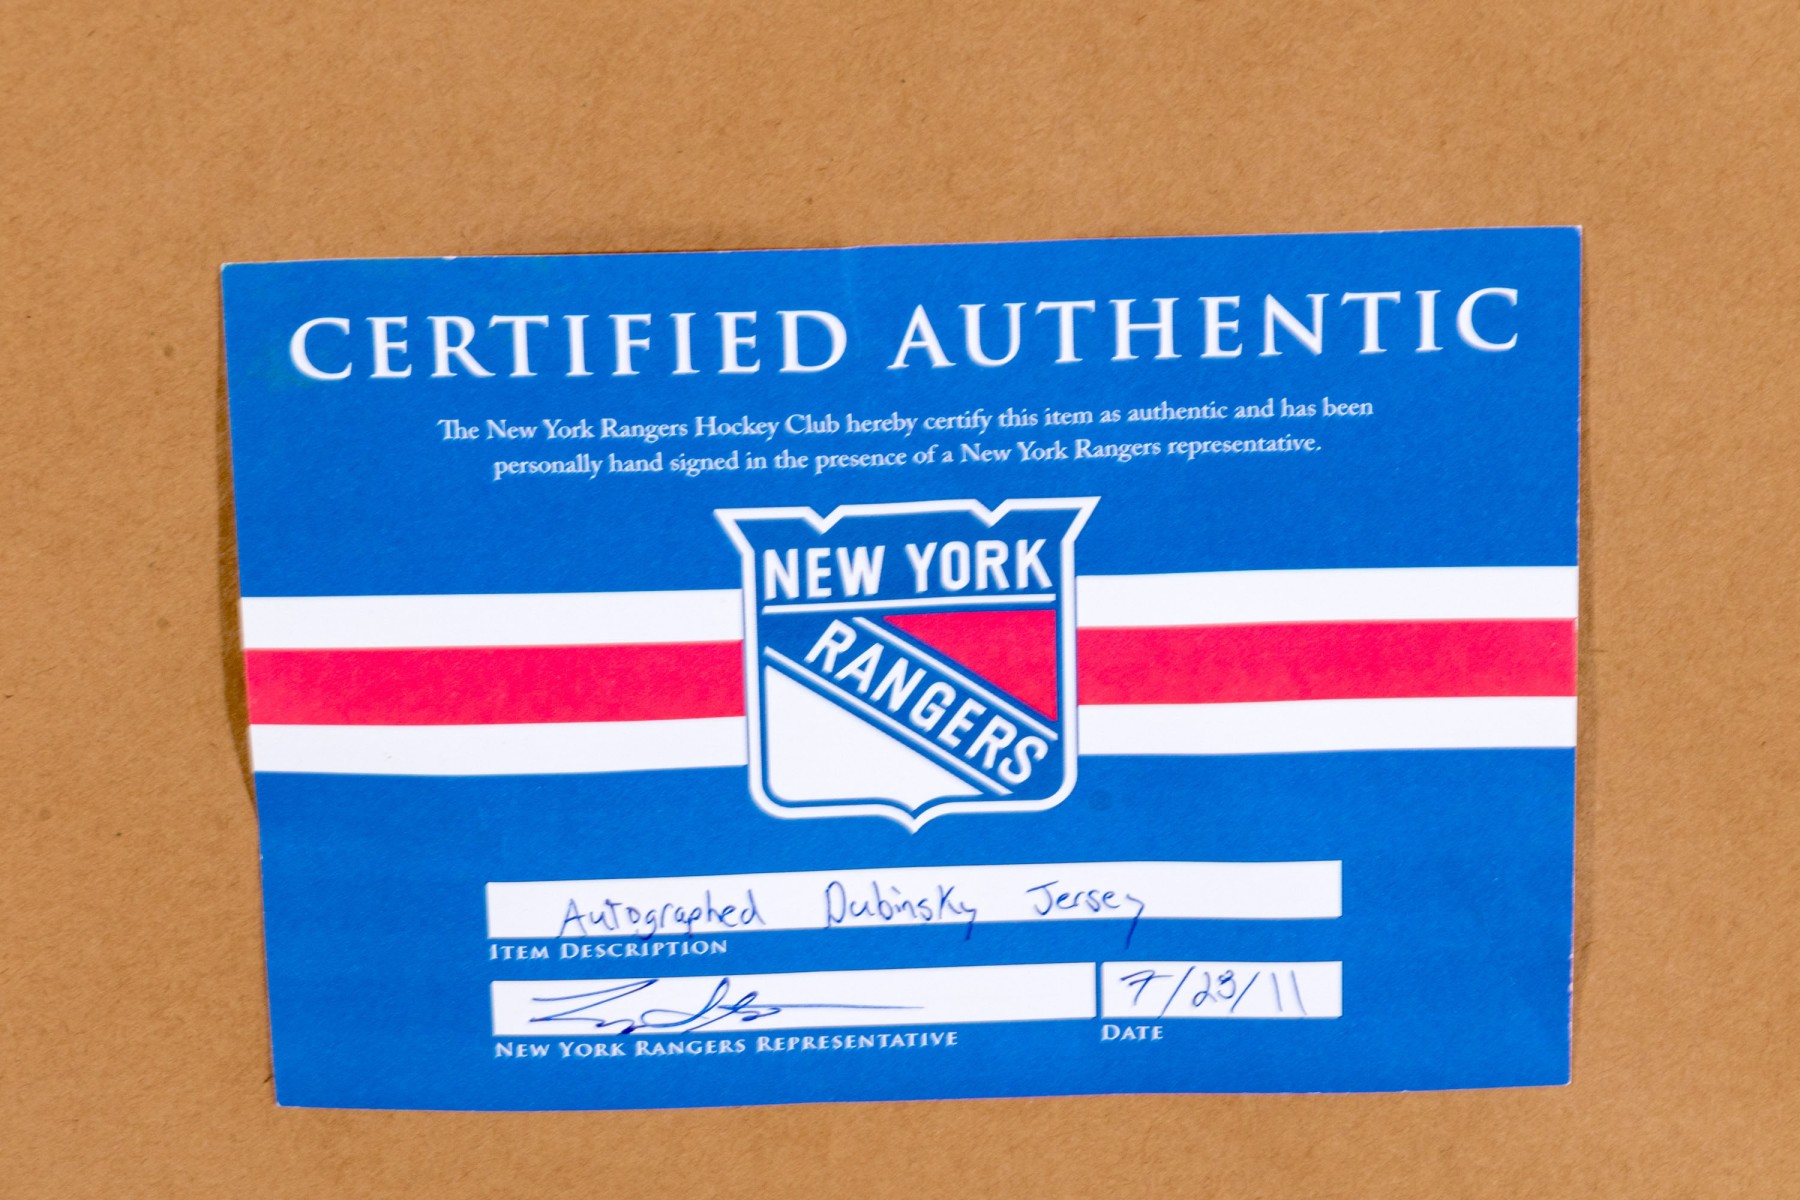 CERTIFIED AUTHENTIC
The New York Rangers Hockey Club hereby certify this item as authentic and has been
personally hand signed in the presence of a New York Rangers representative.
NEW YORK
RANGERS
Autographed Dubinsky Jersey
ITEM DESCRIPTION
7/23/11
NEW YORK RANGERS REPRESENTATIVE
DATE